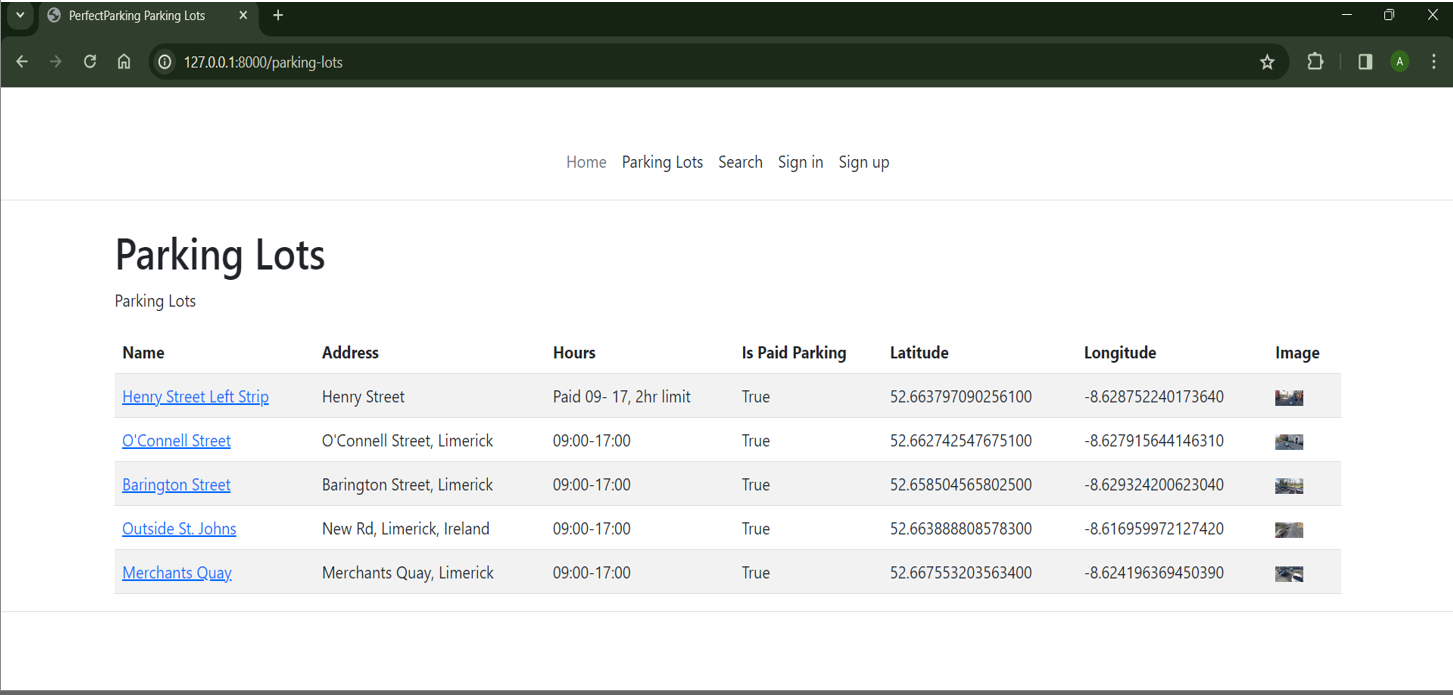 PerfectParking Parking Lots
127.0.0.1:8000/parking-lots
A
Home Parking Lots Search Sign in Sign up
Parking Lots
Parking Lots
Name Address Hours Is Paid Parking Latitude Longitude Image
Henry Street Left Strip Henry Street Paid 09- 17, 2hr limit True 52.663797090256100 -8.628752240173640
O'Connell Street O'Connell Street, Limerick 09:00-17:00 True 52.662742547675100 -8.627915644146310
Barington Street Barington Street, Limerick 09:00-17:00 True 52.658504565802500 -8.629324200623040
Outside St. Johns New Rd, Limerick, Ireland 09:00-17:00 True 52.663888808578300 -8.616959972127420
Merchants Quay Merchants Quay, Limerick 09:00-17:00 True 52.667553203563400 -8.624196369450390